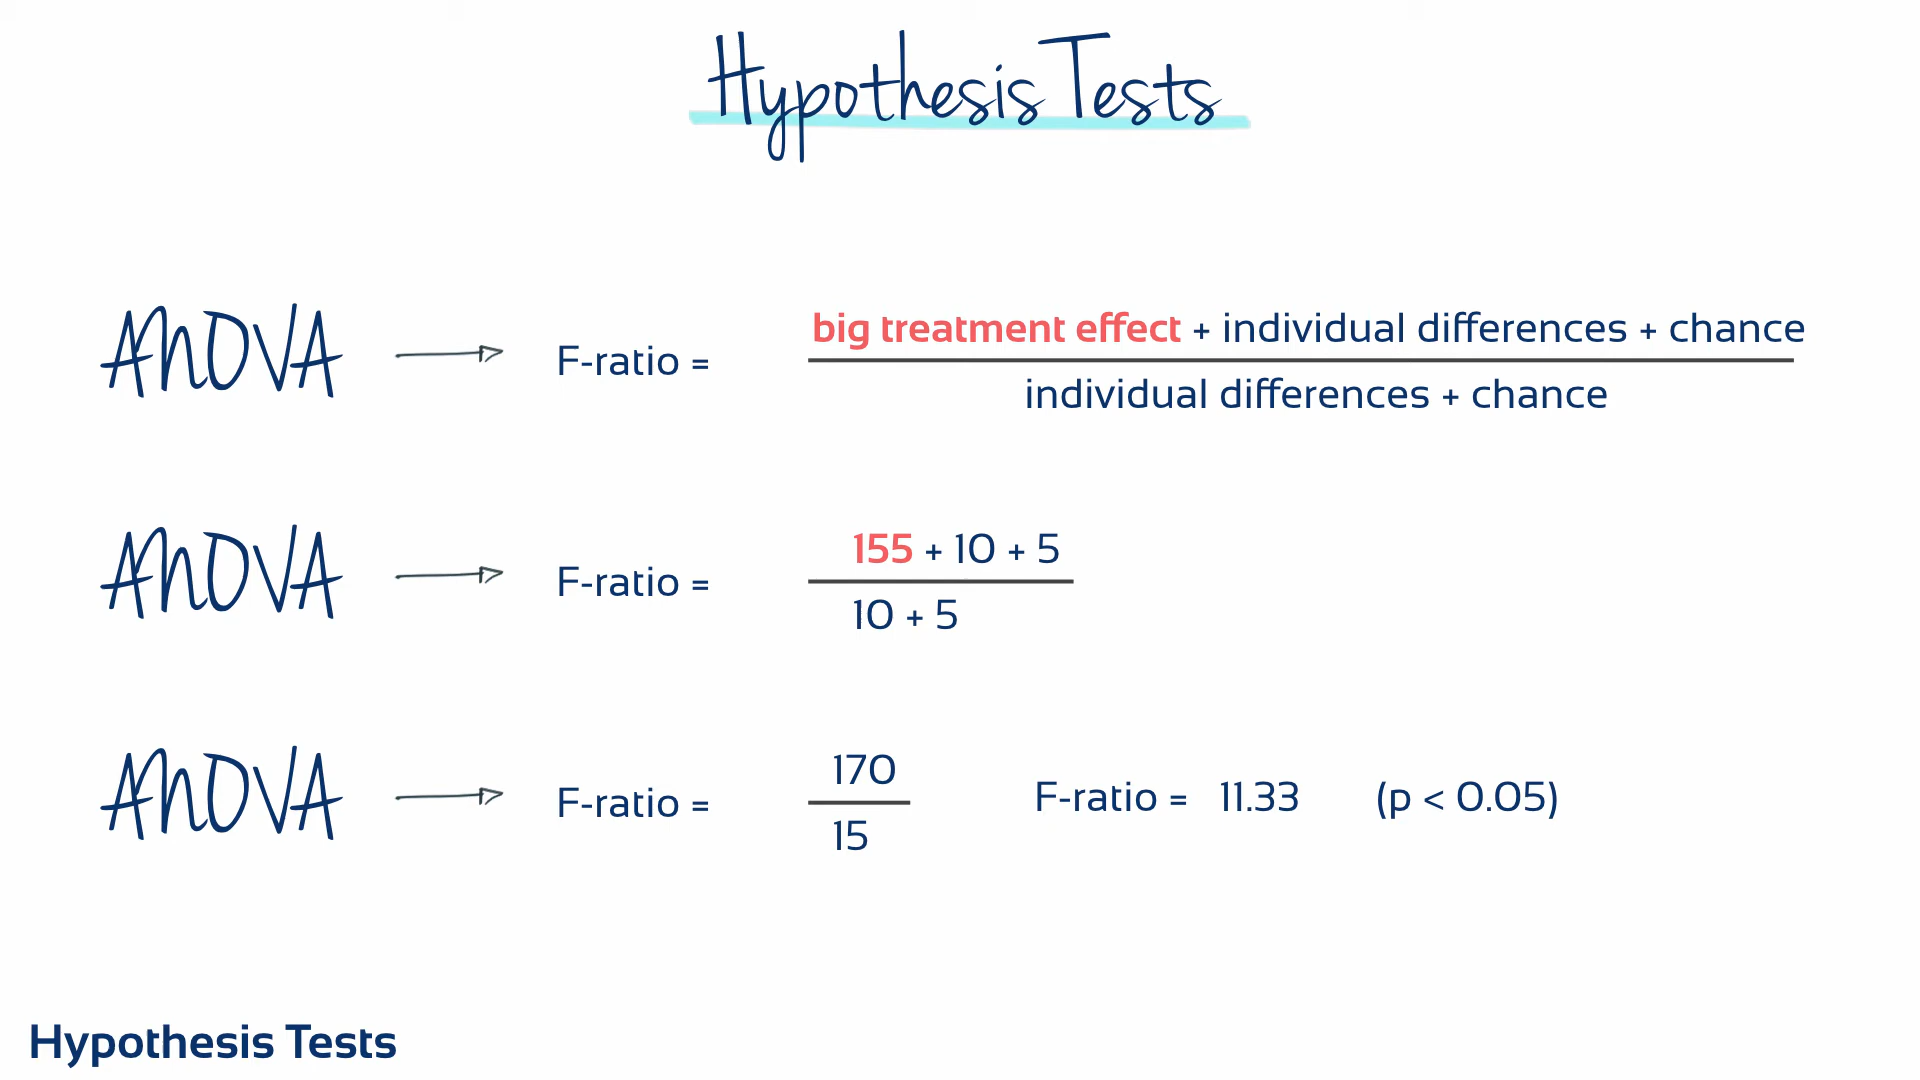 Hypothesis Tests
ANOVA
F-ratio =
big treatment effect + individual differences + chance
individual differences + chance
ANOVA
F-ratio =
155 + 10 + 5
10 + 5
ANOVA
F-ratio =
170
15
F-ratio = 11.33 (p < 0.05)
Hypothesis Tests